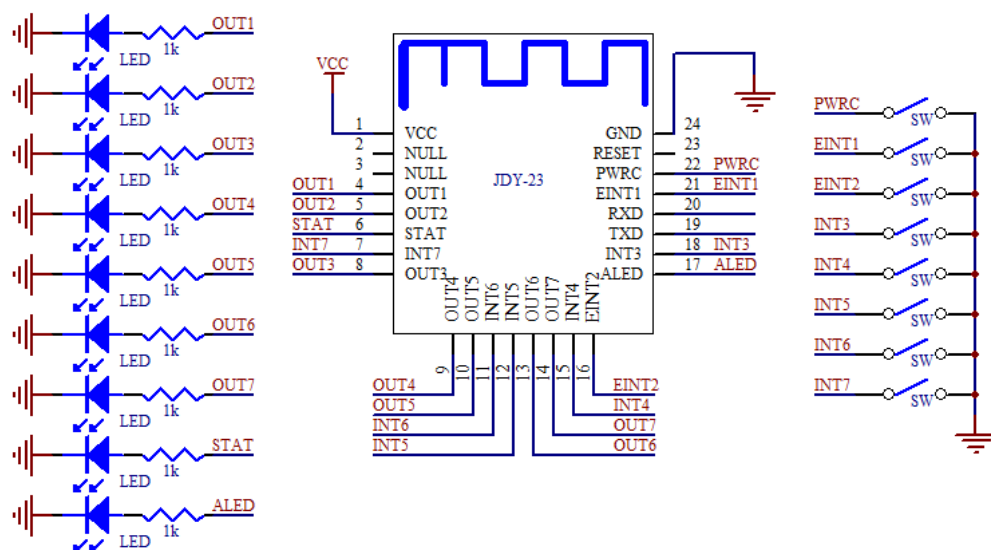 OUT1
LED
1k
OUT2
LED
1k
OUT3
LED
1k
OUT4
LED
1k
OUT5
LED
1k
OUT6
LED
1k
OUT7
LED
1k
STAT
LED
1k
ALED
LED
1k
VCC
JDY-23
1 VCC
2 NULL
3 NULL
OUT1 4 OUT1
OUT2 5 OUT2
STAT 6 STAT
INT7 7 INT7
OUT3 8 OUT3
GND 24
RESET 23
PWRC 22 PWRC
EINT1 21 EINT1
RXD 20
TXD 19
INT3 18 INT3
ALED 17 ALED
OUT4
OUT5
INT6
INT5
OUT6
OUT7
INT4
EINT2
9
10
11
12
13
14
15
16
OUT4
OUT5
INT6
INT5
EINT2
INT4
OUT7
OUT6
PWRC SW
EINT1 SW
EINT2 SW
INT3 SW
INT4 SW
INT5 SW
INT6 SW
INT7 SW